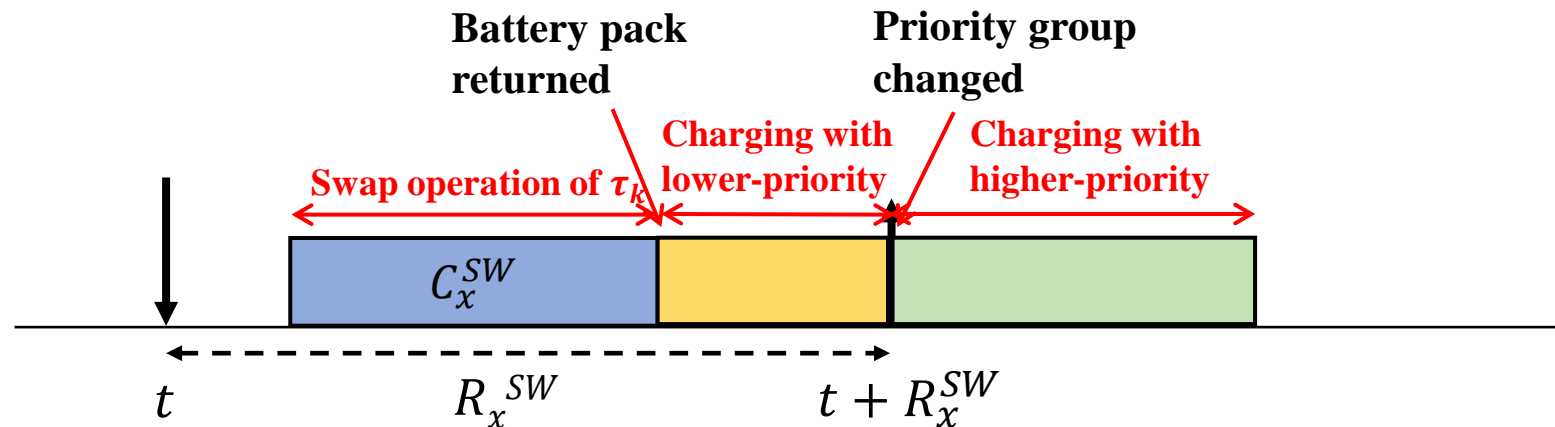 Battery pack
returned
Priority group
changed
Charging with
lower-priority
Charging with
higher-priority
Swap operation of τ_k
C_x^{SW}
t
R_x^{SW}
t + R_x^{SW}